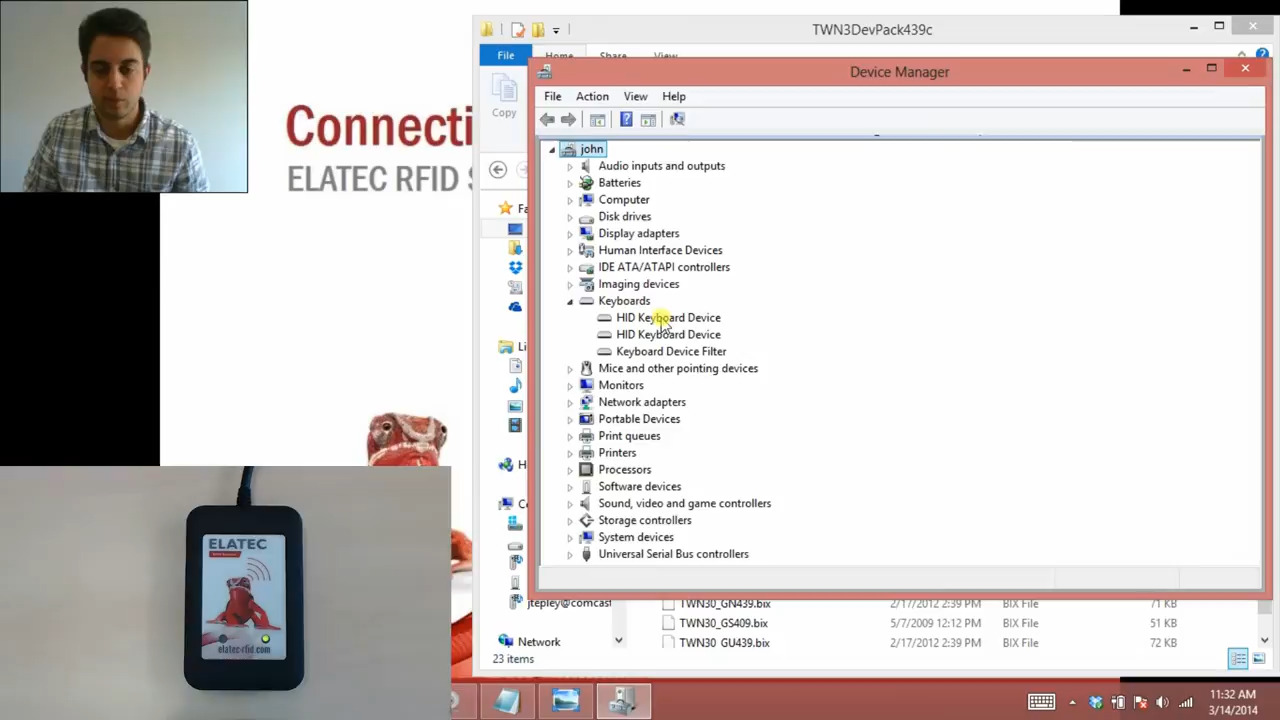 TWN3DevPack439c
File Home Share View
Copy
Device Manager
File Action View Help
Connecti
ELATEC RFID S
john
Audio inputs and outputs
Batteries
Computer
Disk drives
Display adapters
Human Interface Devices
IDE ATA/ATAPI controllers
Imaging devices
Keyboards
HID Keyboard Device
HID Keyboard Device
Keyboard Device Filter
Mice and other pointing devices
Monitors
Network adapters
Portable Devices
Print queues
Printers
Processors
Software devices
Sound, video and game controllers
Storage controllers
System devices
Universal Serial Bus controllers
Fa
Li
H
C
jtepley@comcast
Network
TWN30_GN439.bix 2/17/2012 2:39 PM BIX File 71 KB
TWN30_GS409.bix 5/7/2009 12:12 PM BIX File 51 KB
TWN30_GU439.bix 2/17/2012 2:39 PM BIX File 72 KB
23 items
ELATEC
elatec-rfid.com
11:32 AM
3/14/2014